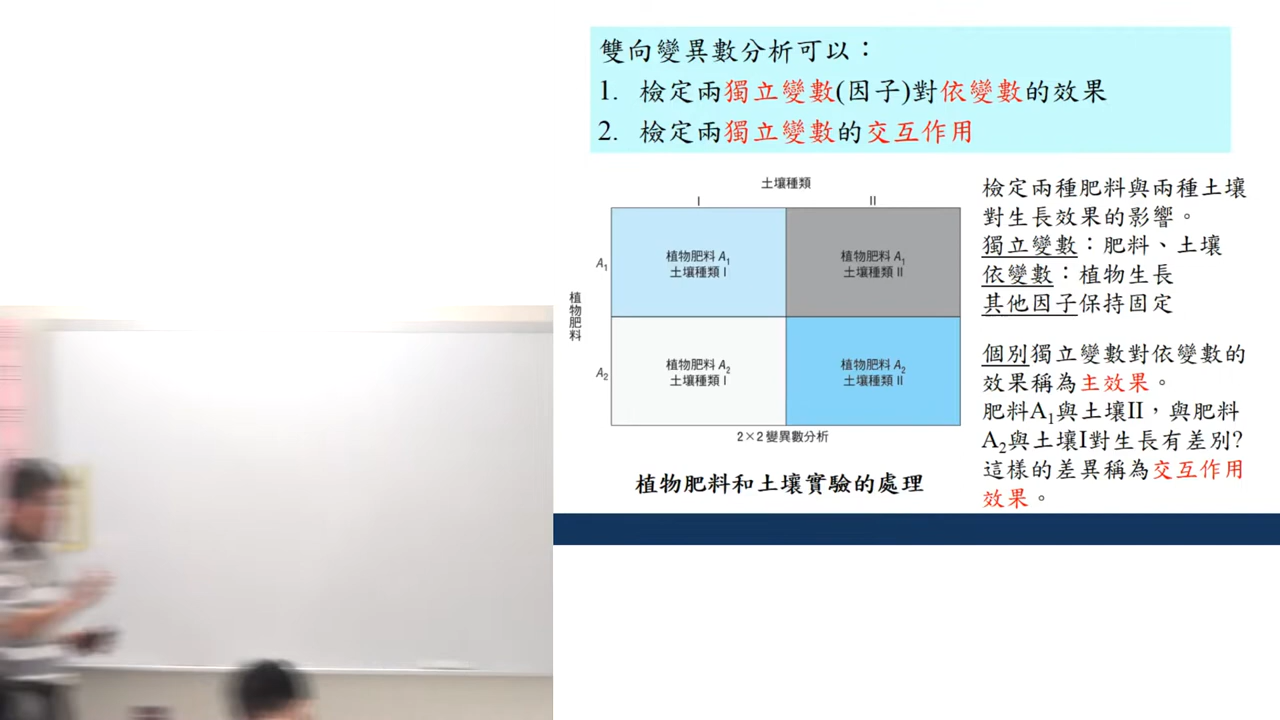 雙向變異數分析可以：
1. 檢定兩獨立變數(因子)對依變數的效果
2. 檢定兩獨立變數的交互作用
土壤種類
I II
植物肥料
A1
植物肥料 A1
土壤種類 I
植物肥料 A1
土壤種類 II
A2
植物肥料 A2
土壤種類 I
植物肥料 A2
土壤種類 II
2×2 變異數分析
植物肥料和土壤實驗的處理
檢定兩種肥料與兩種土壤
對生長效果的影響。
獨立變數：肥料、土壤
依變數：植物生長
其他因子保持固定
個別獨立變數對依變數的
效果稱為主效果。
肥料A1與土壤II，與肥料
A2與土壤I對生長有差別?
這樣的差異稱為交互作用
效果。